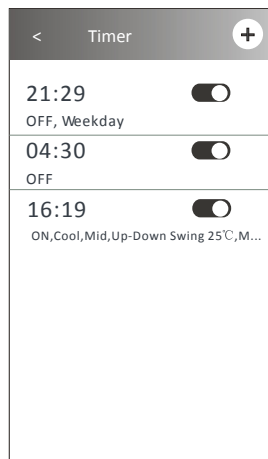 < Timer +
21:29
OFF, Weekday
04:30
OFF
16:19
ON,Cool,Mid,Up-Down Swing 25℃,M...